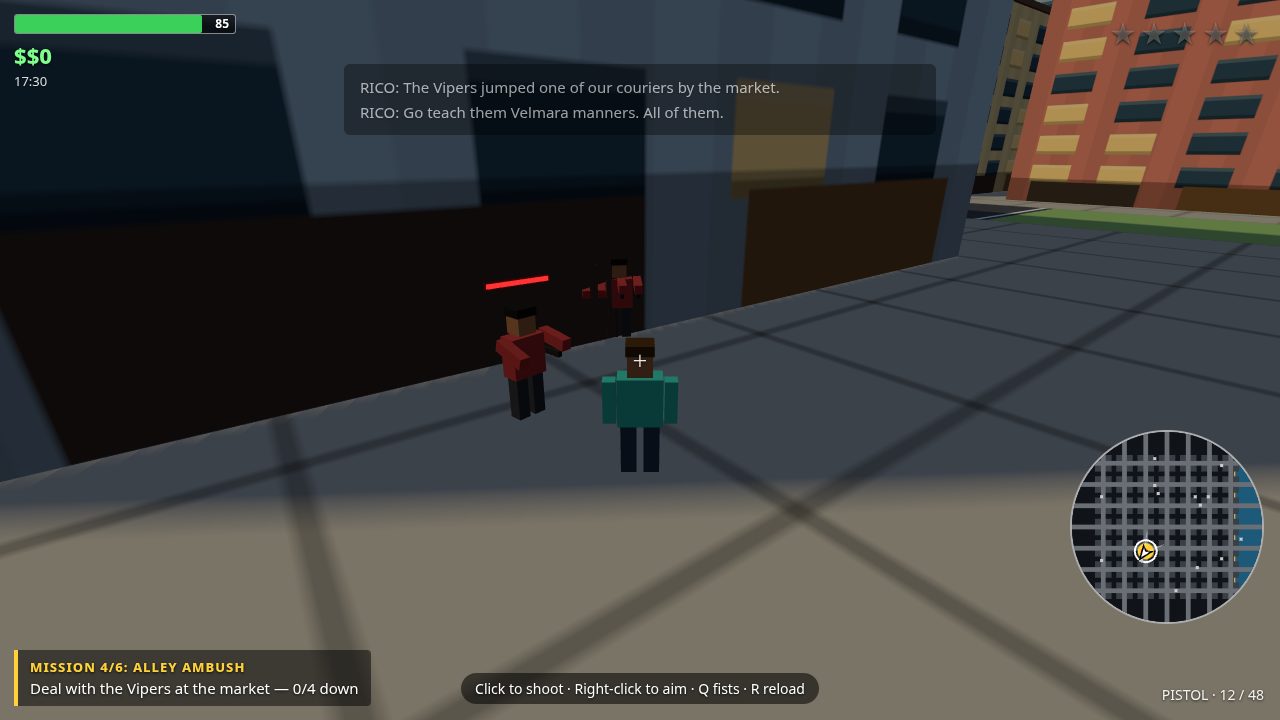 85
$$0
17:30
RICO: The Vipers jumped one of our couriers by the market.
RICO: Go teach them Velmara manners. All of them.
MISSION 4/6: ALLEY AMBUSH
Deal with the Vipers at the market — 0/4 down
Click to shoot · Right-click to aim · Q fists · R reload
PISTOL · 12 / 48